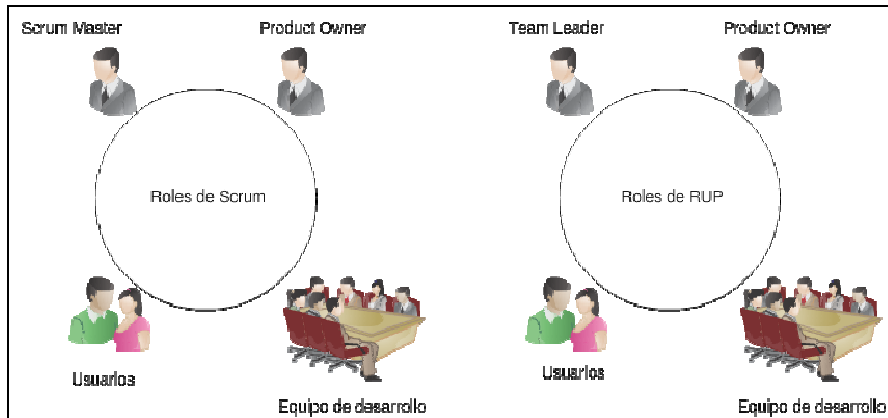 Scrum Master
Product Owner
Team Leader
Product Owner
Roles de Scrum
Roles de RUP
Usuarios
Equipo de desarrollo
Usuarios
Equipo de desarrollo